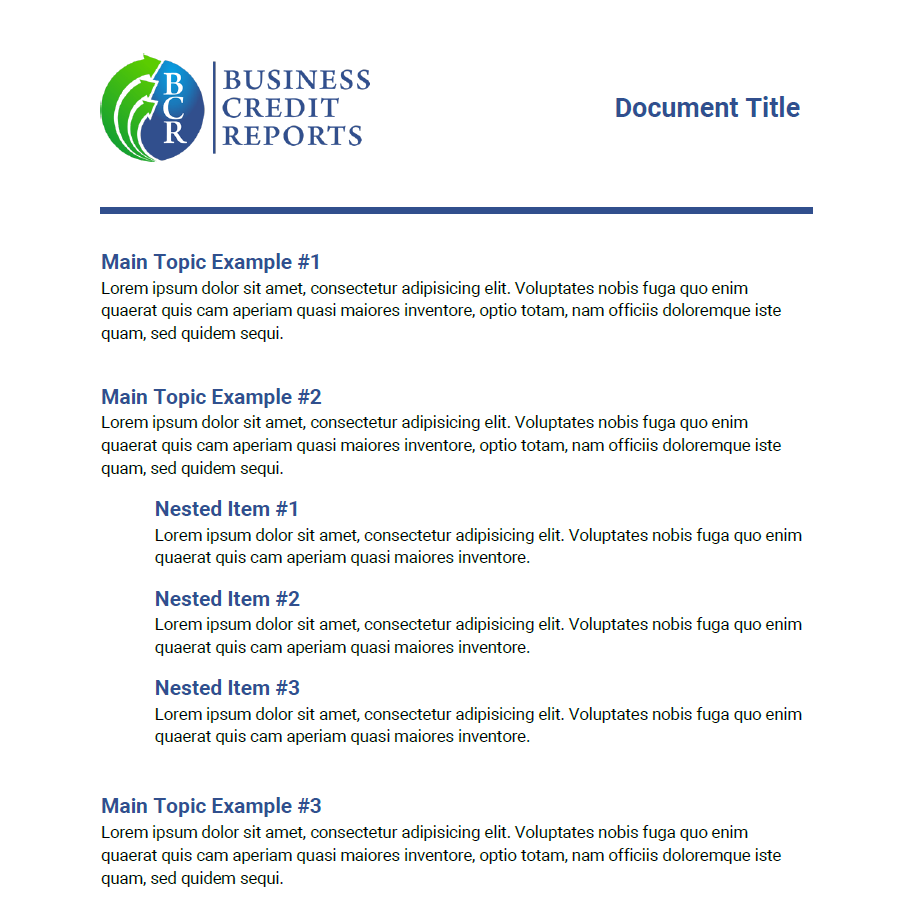 BCR
BUSINESS
CREDIT
REPORTS
Document Title
Main Topic Example #1
Lorem ipsum dolor sit amet, consectetur adipisicing elit. Voluptates nobis fuga quo enim
quaerat quis cam aperiam quasi maiores inventore, optio totam, nam officiis doloremque iste
quam, sed quidem sequi.
Main Topic Example #2
Lorem ipsum dolor sit amet, consectetur adipisicing elit. Voluptates nobis fuga quo enim
quaerat quis cam aperiam quasi maiores inventore, optio totam, nam officiis doloremque iste
quam, sed quidem sequi.
Nested Item #1
Lorem ipsum dolor sit amet, consectetur adipisicing elit. Voluptates nobis fuga quo enim
quaerat quis cam aperiam quasi maiores inventore.
Nested Item #2
Lorem ipsum dolor sit amet, consectetur adipisicing elit. Voluptates nobis fuga quo enim
quaerat quis cam aperiam quasi maiores inventore.
Nested Item #3
Lorem ipsum dolor sit amet, consectetur adipisicing elit. Voluptates nobis fuga quo enim
quaerat quis cam aperiam quasi maiores inventore.
Main Topic Example #3
Lorem ipsum dolor sit amet, consectetur adipisicing elit. Voluptates nobis fuga quo enim
quaerat quis cam aperiam quasi maiores inventore, optio totam, nam officiis doloremque iste
quam, sed quidem sequi.